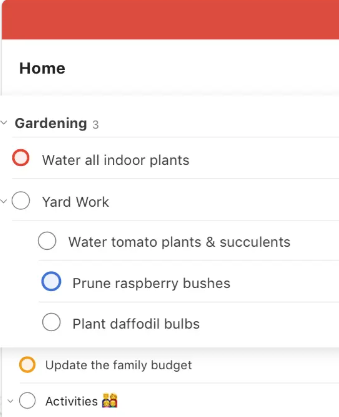 Home
Gardening 3
Water all indoor plants
Yard Work
Water tomato plants & succulents
Prune raspberry bushes
Plant daffodil bulbs
Update the family budget
Activities 👨‍👩‍👧‍👦